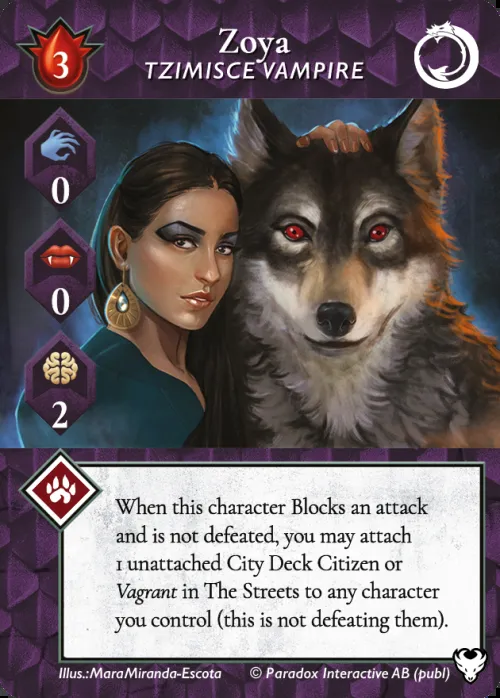 Zoya
3
TZIMISCE VAMPIRE
0
0
2
When this character Blocks an attack
and is not defeated, you may attach
1 unattached City Deck Citizen or
Vagrant in The Streets to any character
you control (this is not defeating them).
Illus.:MaraMiranda-Escota © Paradox Interactive AB (publ)